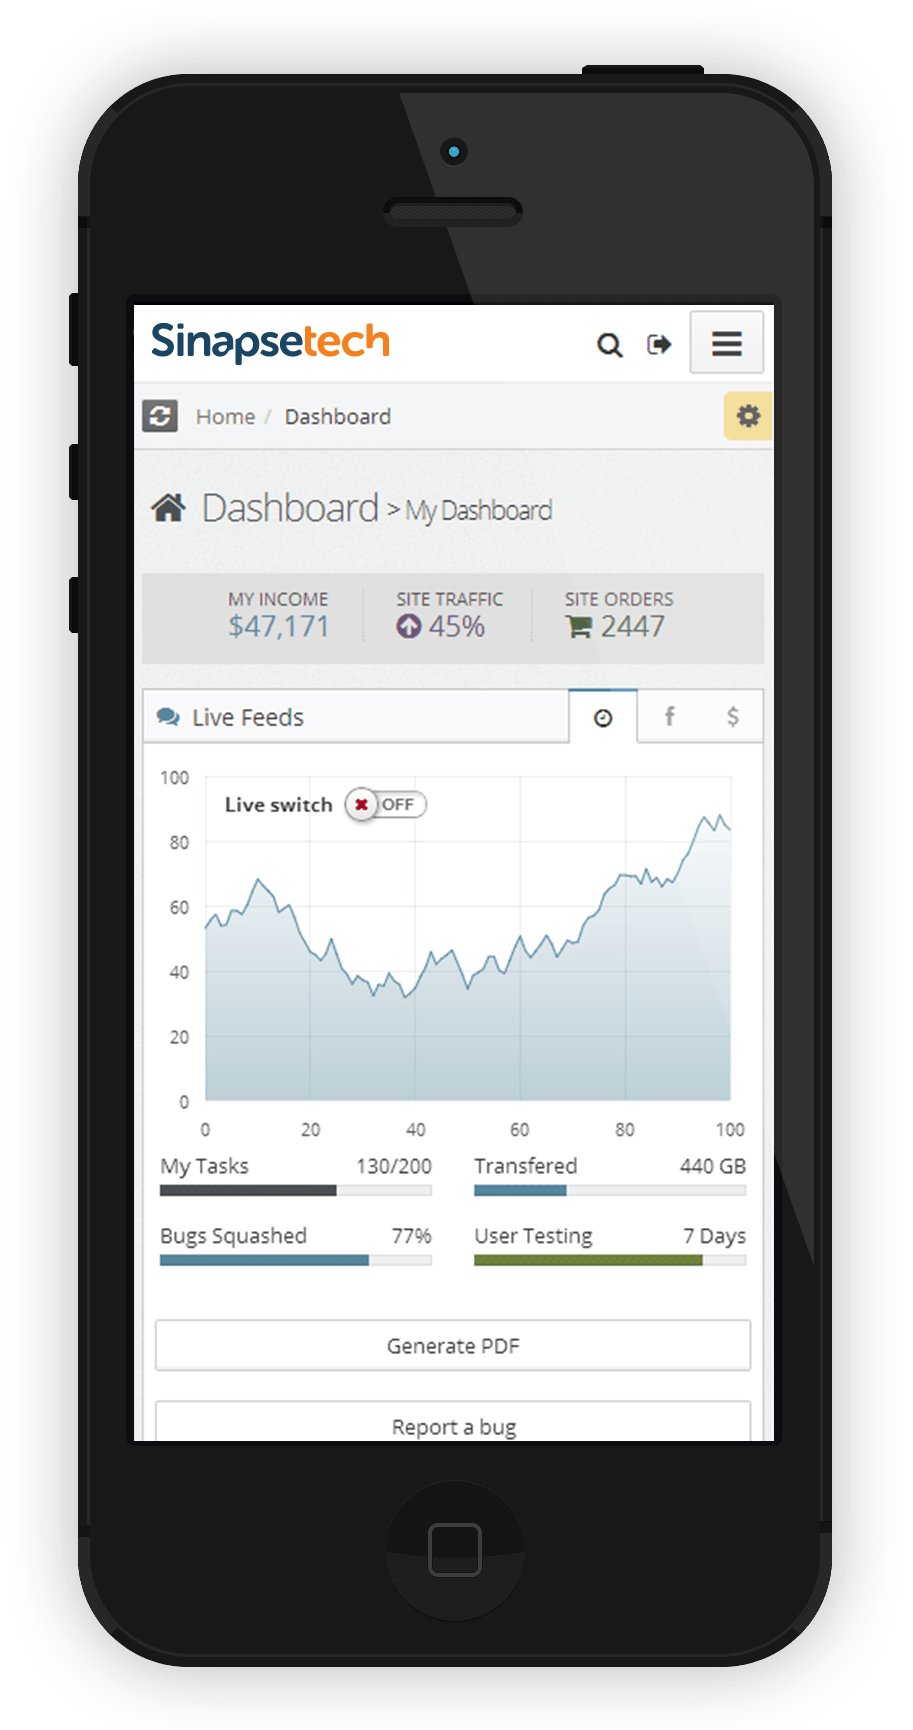 Sinapsetech
Home / Dashboard
Dashboard > My Dashboard
MY INCOME
$47,171
SITE TRAFFIC
45%
SITE ORDERS
2447
Live Feeds f $
Live switch OFF
100
80
60
40
20
0
0 20 40 60 80 100
My Tasks 130/200
Transfered 440 GB
Bugs Squashed 77%
User Testing 7 Days
Generate PDF
Report a bug